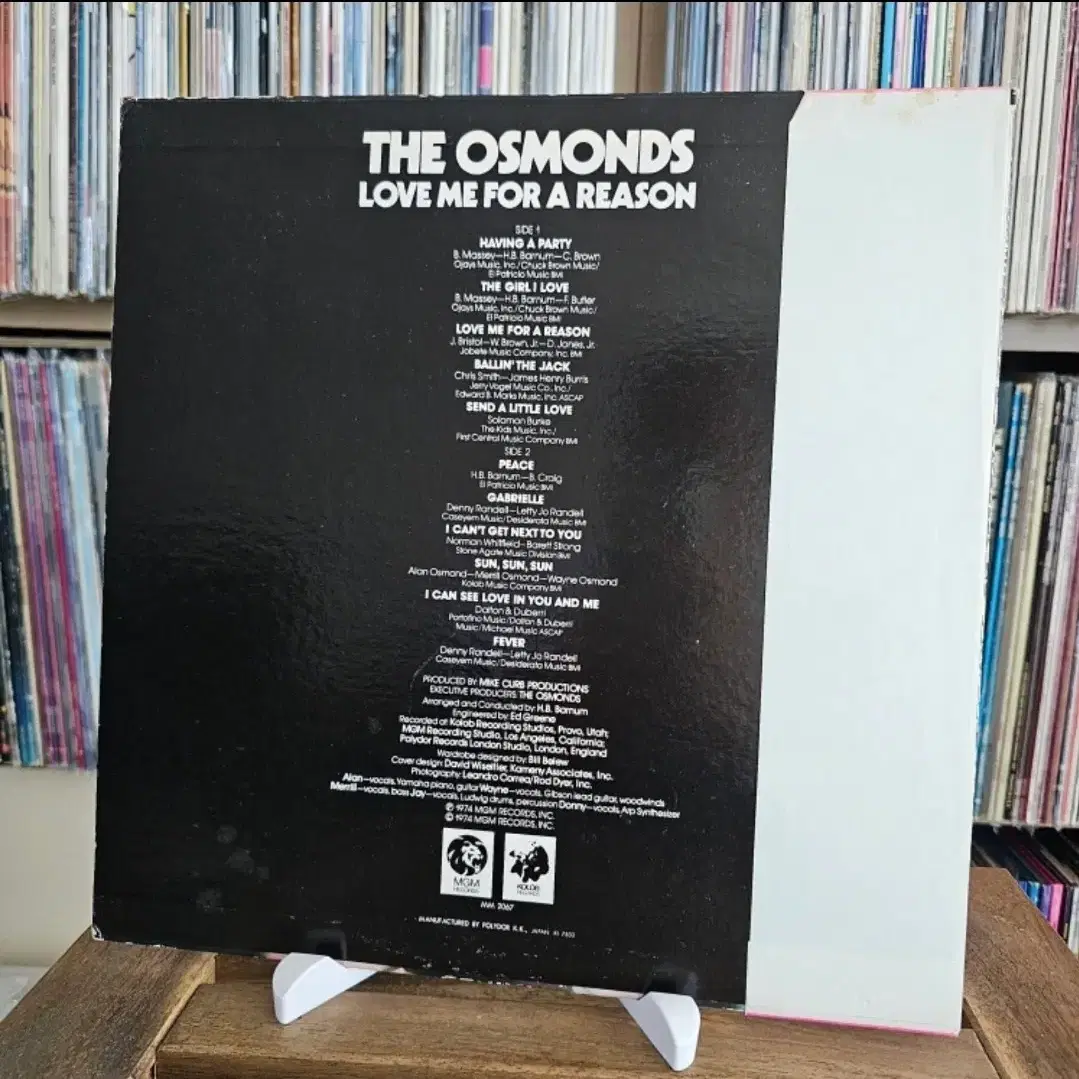 THE OSMONDS
LOVE ME FOR A REASON
SIDE 1
HAVING A PARTY
B. Massey—H.B. Barnum—C. Brown
Ojays Music, Inc./Chuck Brown Music/
El Patricio Music BMI
THE GIRL I LOVE
B. Massey—H.B. Barnum—F. Butler
Ojays Music, Inc./Chuck Brown Music/
El Patricio Music BMI
LOVE ME FOR A REASON
J. Bristol—W. Brown, Jr.—D. Jones, Jr.
Jobete Music Company, Inc. BMI
BALLIN' THE JACK
Chris Smith—James Henry Burris
Jerry Vogel Music Co., Inc./
Edward B. Marks Music, Inc. ASCAP
SEND A LITTLE LOVE
Solomon Burke
The Kids Music, Inc./
First Central Music Company BMI
SIDE 2
PEACE
H.B. Barnum—B. Craig
El Patricio Music BMI
GABRIELLE
Denny Randell—Letty Jo Randell
Caseyem Music/Desiderata Music BMI
I CAN'T GET NEXT TO YOU
Norman Whitfield—Barrett Strong
Stone Agate Music Division BMI
SUN, SUN, SUN
Alan Osmond—Merrill Osmond—Wayne Osmond
Kolob Music Company BMI
I CAN SEE LOVE IN YOU AND ME
Dalton & Duberri
Portofino Music/Dalton & Duberri
Music/Michael Music ASCAP
FEVER
Denny Randell—Letty Jo Randell
Caseyem Music/Desiderata Music BMI
PRODUCED BY: MIKE CURB PRODUCTIONS
EXECUTIVE PRODUCERS: THE OSMONDS
Arranged and Conducted by: H.B. Barnum
Engineered by: Ed Greene
Recorded at: Kolob Recording Studios, Provo, Utah;
MGM Recording Studio, Los Angeles, California;
Polydor Records London Studio, London, England
Wardrobe designed by: Bill Belew
Cover design: David Wiseltier, Kameny Associates, Inc.
Photography: Leandro Correa/Rod Dyer, Inc.
Alan—vocals, Yamaha piano, guitar Wayne—vocals, Gibson lead guitar, woodwinds
Merrill—vocals, bass Jay—vocals, Ludwig drums, percussion Donny—vocals, Arp Synthesizer
℗ 1974 MGM RECORDS, INC.
© 1974 MGM RECORDS, INC.
MGM RECORDS
KOLOB RECORDS
MM 2067
MANUFACTURED BY POLYDOR K.K., JAPAN